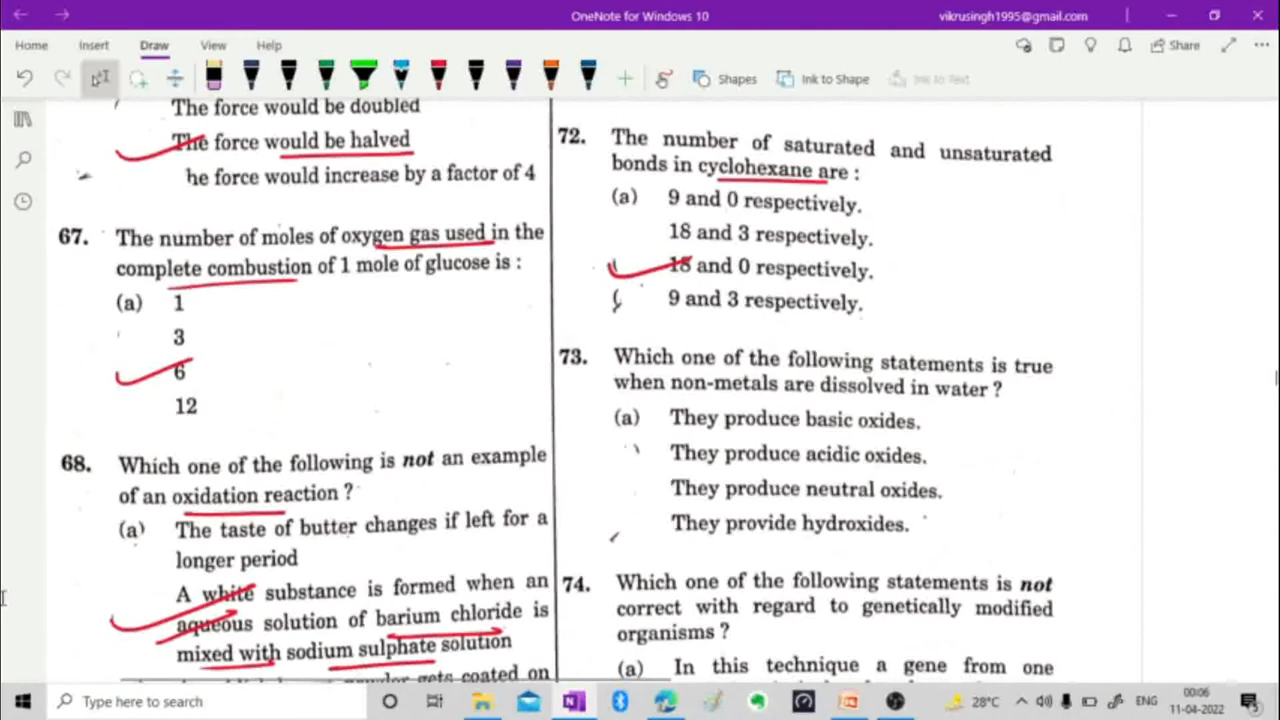 OneNote for Windows 10
vikrusingh1995@gmail.com
Home
Insert
Draw
View
Help
Share
Shapes
Ink to Shape
Ink to Text
The force would be doubled
The force would be halved
he force would increase by a factor of 4
67. The number of moles of oxygen gas used in the
complete combustion of 1 mole of glucose is :
(a) 1
3
6
12
68. Which one of the following is not an example
of an oxidation reaction ?
(a) The taste of butter changes if left for a
longer period
A white substance is formed when an
aqueous solution of barium chloride is
mixed with sodium sulphate solution
gets coated on
72. The number of saturated and unsaturated
bonds in cyclohexane are :
(a) 9 and 0 respectively.
18 and 3 respectively.
18 and 0 respectively.
9 and 3 respectively.
73. Which one of the following statements is true
when non-metals are dissolved in water ?
(a) They produce basic oxides.
They produce acidic oxides.
They produce neutral oxides.
They provide hydroxides.
74. Which one of the following statements is not
correct with regard to genetically modified
organisms ?
(a) In this technique a gene from one
Type here to search
28°C
ENG
00:06
11-04-2022